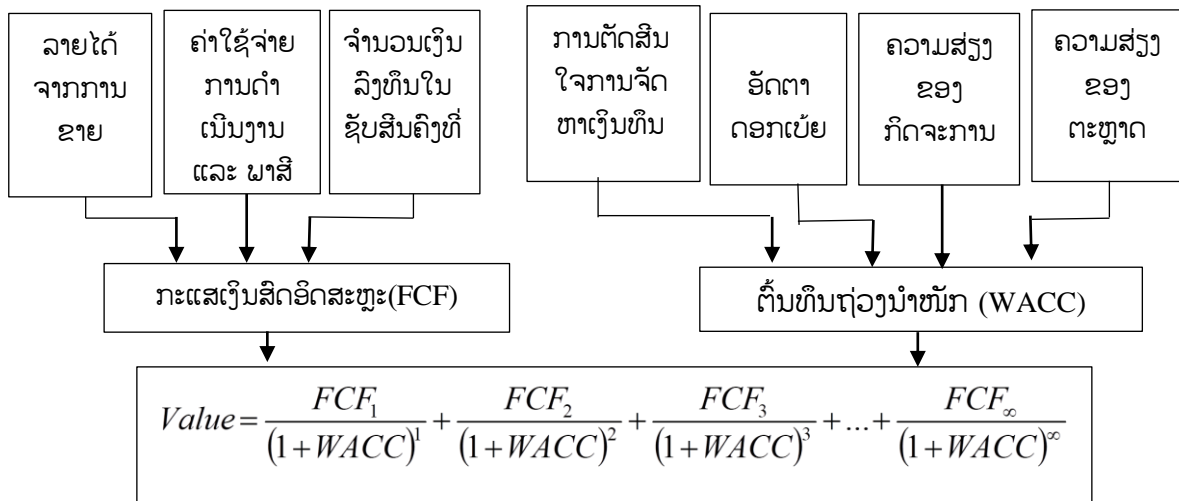 ລາຍໄດ້
ຈາກການ
ຂາຍ
ຄ່າໃຊ້ຈ່າຍ
ການດຳ
ເນີນງານ
ແລະ ພາສີ
ຈຳນວນເງິນ
ລົງທຶນໃນ
ຊັບສິນຄົງທີ່
ການຕັດສິນ
ໃຈການຈັດ
ຫາເງິນທຶນ
ອັດຕາ
ດອກເບ້ຍ
ຄວາມສ່ຽງ
ຂອງ
ກິດຈະການ
ຄວາມສ່ຽງ
ຂອງ
ຕະຫຼາດ
ກະແສເງິນສົດອິດສະຫຼະ(FCF)
ຕົ້ນທຶນຖ່ວງນຳໜັກ (WACC)
Value = FCF₁/(1+WACC)¹ + FCF₂/(1+WACC)² + FCF₃/(1+WACC)³ + ... + FCF∞/(1+WACC)^∞